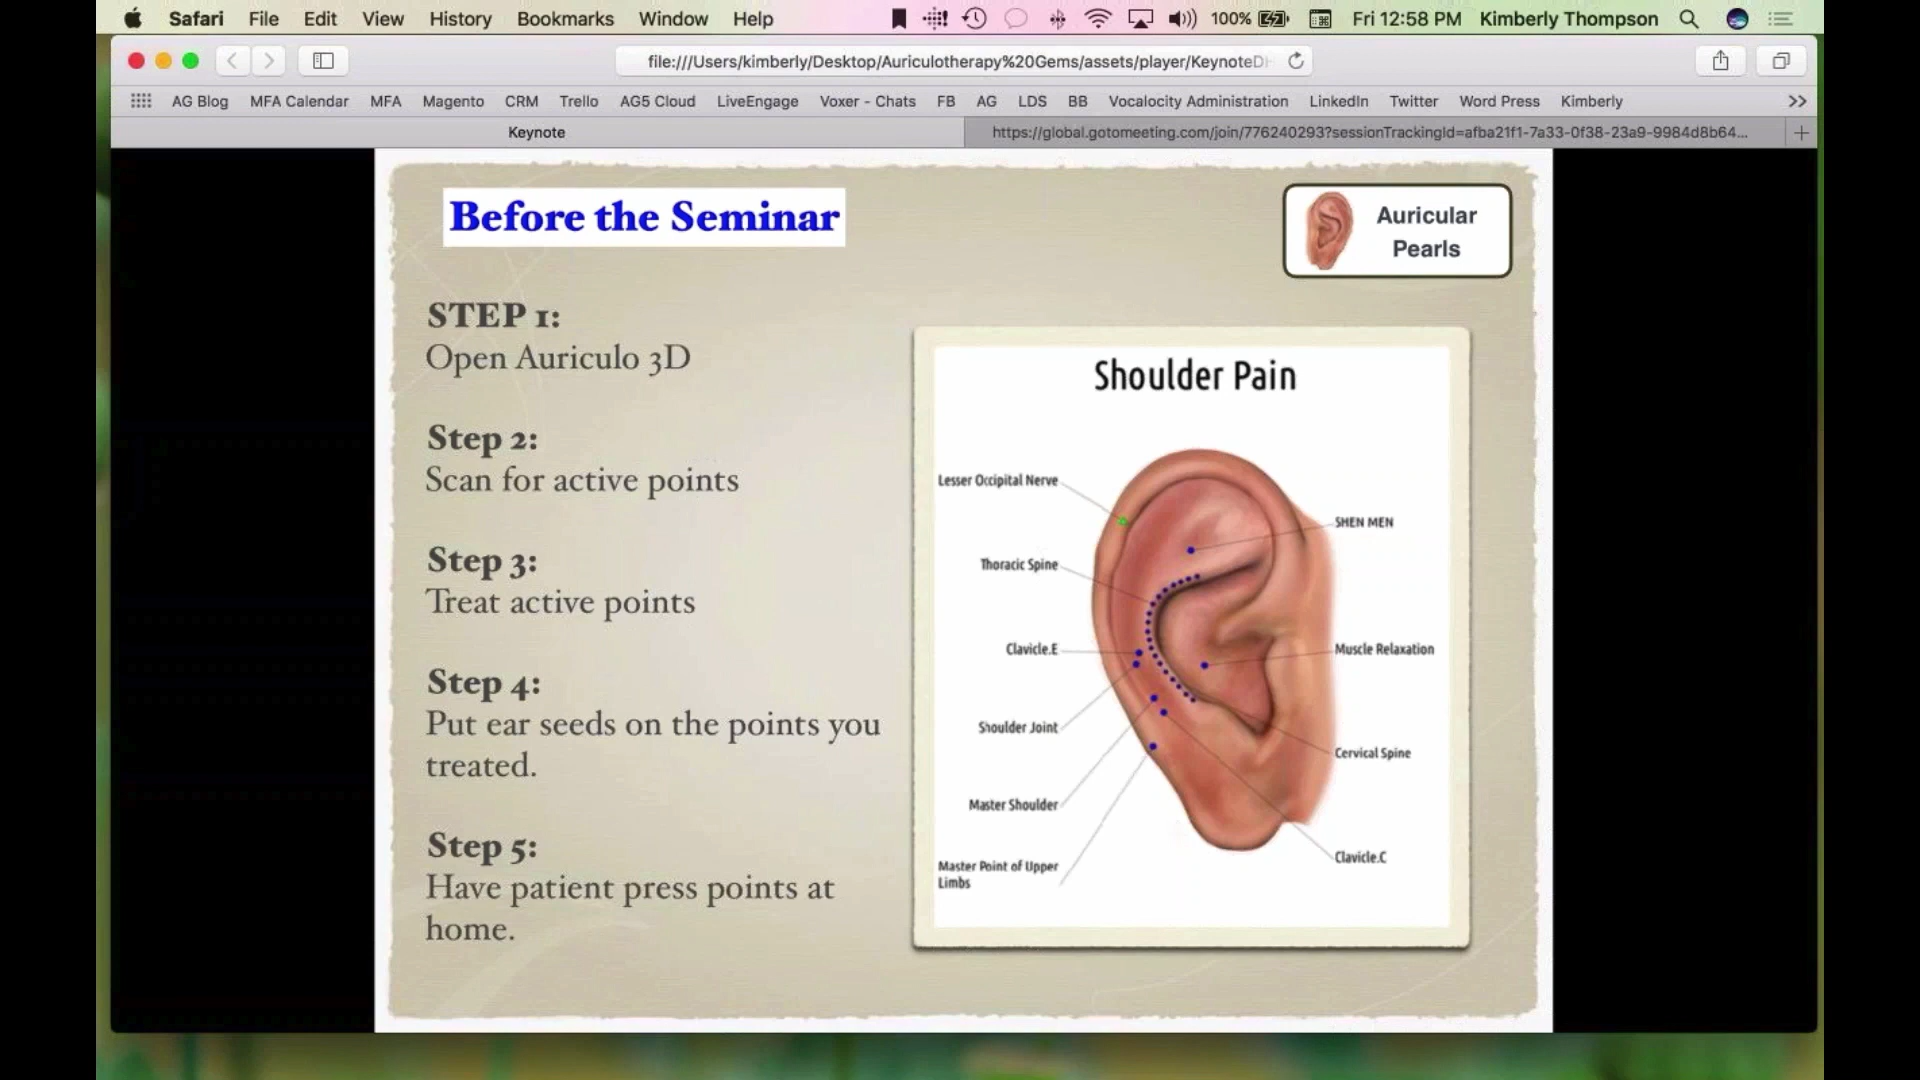 Safari File Edit View History Bookmarks Window Help 100% Fri 12:58 PM Kimberly Thompson
file:///Users/kimberly/Desktop/Auriculotherapy%20Gems/assets/player/KeynoteD
AG Blog MFA Calendar MFA Magento CRM Trello AG5 Cloud LiveEngage Voxer - Chats FB AG LDS BB Vocalocity Administration LinkedIn Twitter Word Press Kimberly
Keynote
https://global.gotomeeting.com/join/776240293?sessionTrackingId=afba21f1-7a33-0f38-23a9-9984d8b64...
Before the Seminar
Auricular
Pearls
STEP 1:
Open Auriculo 3D
Step 2:
Scan for active points
Step 3:
Treat active points
Step 4:
Put ear seeds on the points you
treated.
Step 5:
Have patient press points at
home.
Shoulder Pain
Lesser Occipital Nerve
SHEN MEN
Thoracic Spine
Clavicle.E
Muscle Relaxation
Shoulder Joint
Cervical Spine
Master Shoulder
Clavicle.C
Master Point of Upper
Limbs